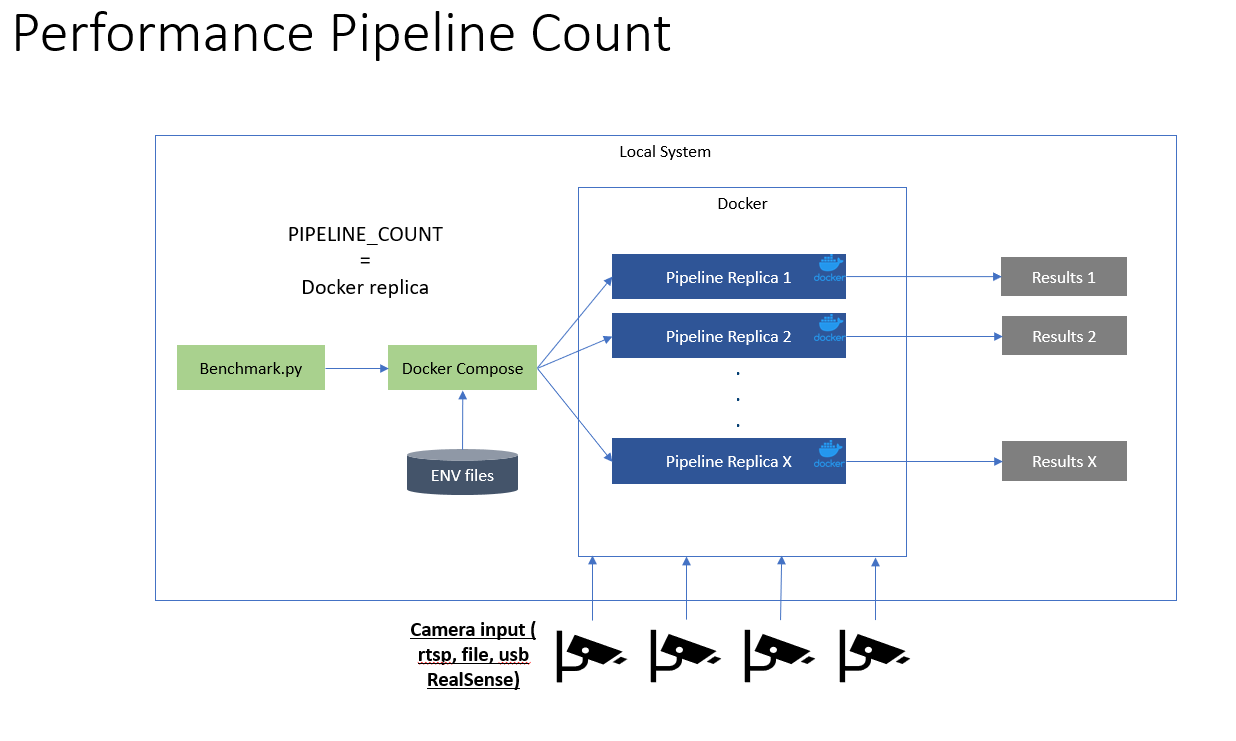 Performance Pipeline Count
Local System
Docker
PIPELINE_COUNT
=
Docker replica
Pipeline Replica 1
docker
Results 1
Pipeline Replica 2
docker
Results 2
Benchmark.py
Docker Compose
.
.
.
ENV files
Pipeline Replica X
docker
Results X
Camera input (
rtsp, file, usb
RealSense)